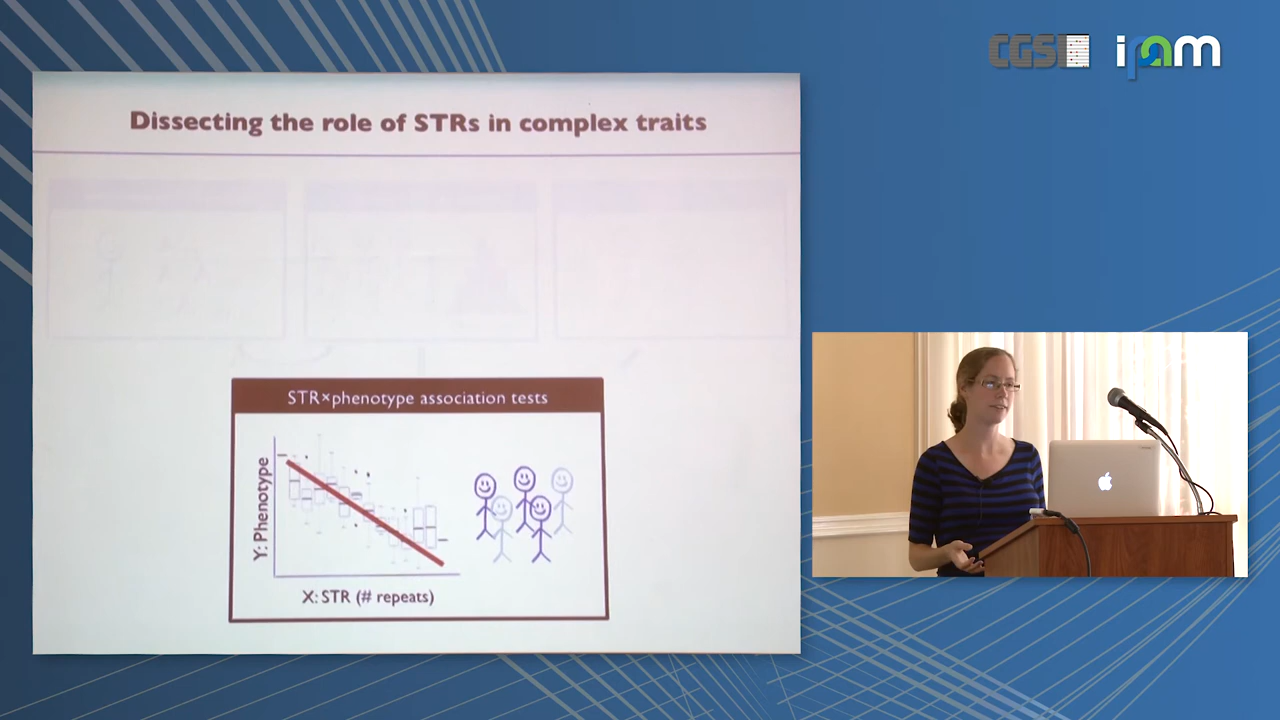 CGSI
ipam
Dissecting the role of STRs in complex traits
STR×phenotype association tests
Y: Phenotype
X: STR (# repeats)